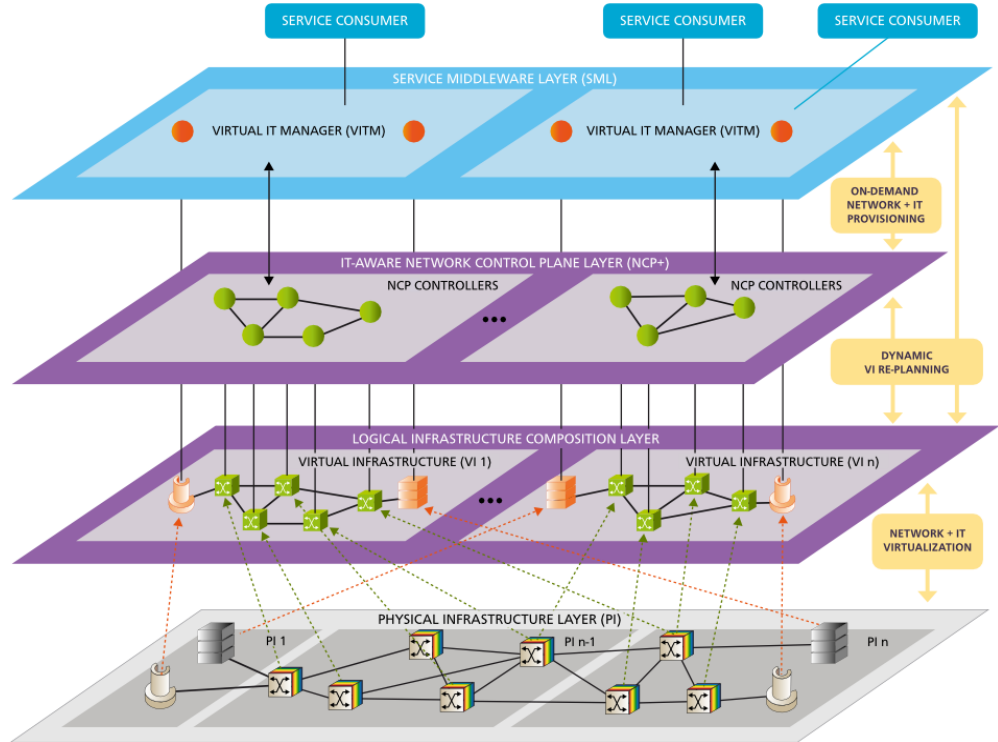 SERVICE CONSUMER
SERVICE CONSUMER
SERVICE CONSUMER
SERVICE MIDDLEWARE LAYER (SML)
VIRTUAL IT MANAGER (VITM)
VIRTUAL IT MANAGER (VITM)
ON-DEMAND
NETWORK + IT
PROVISIONING
IT-AWARE NETWORK CONTROL PLANE LAYER (NCP+)
NCP CONTROLLERS
NCP CONTROLLERS
...
DYNAMIC
VI RE-PLANNING
LOGICAL INFRASTRUCTURE COMPOSITION LAYER
VIRTUAL INFRASTRUCTURE (VI 1)
VIRTUAL INFRASTRUCTURE (VI n)
...
NETWORK + IT
VIRTUALIZATION
PHYSICAL INFRASTRUCTURE LAYER (PI)
PI 1
PI n-1
PI n